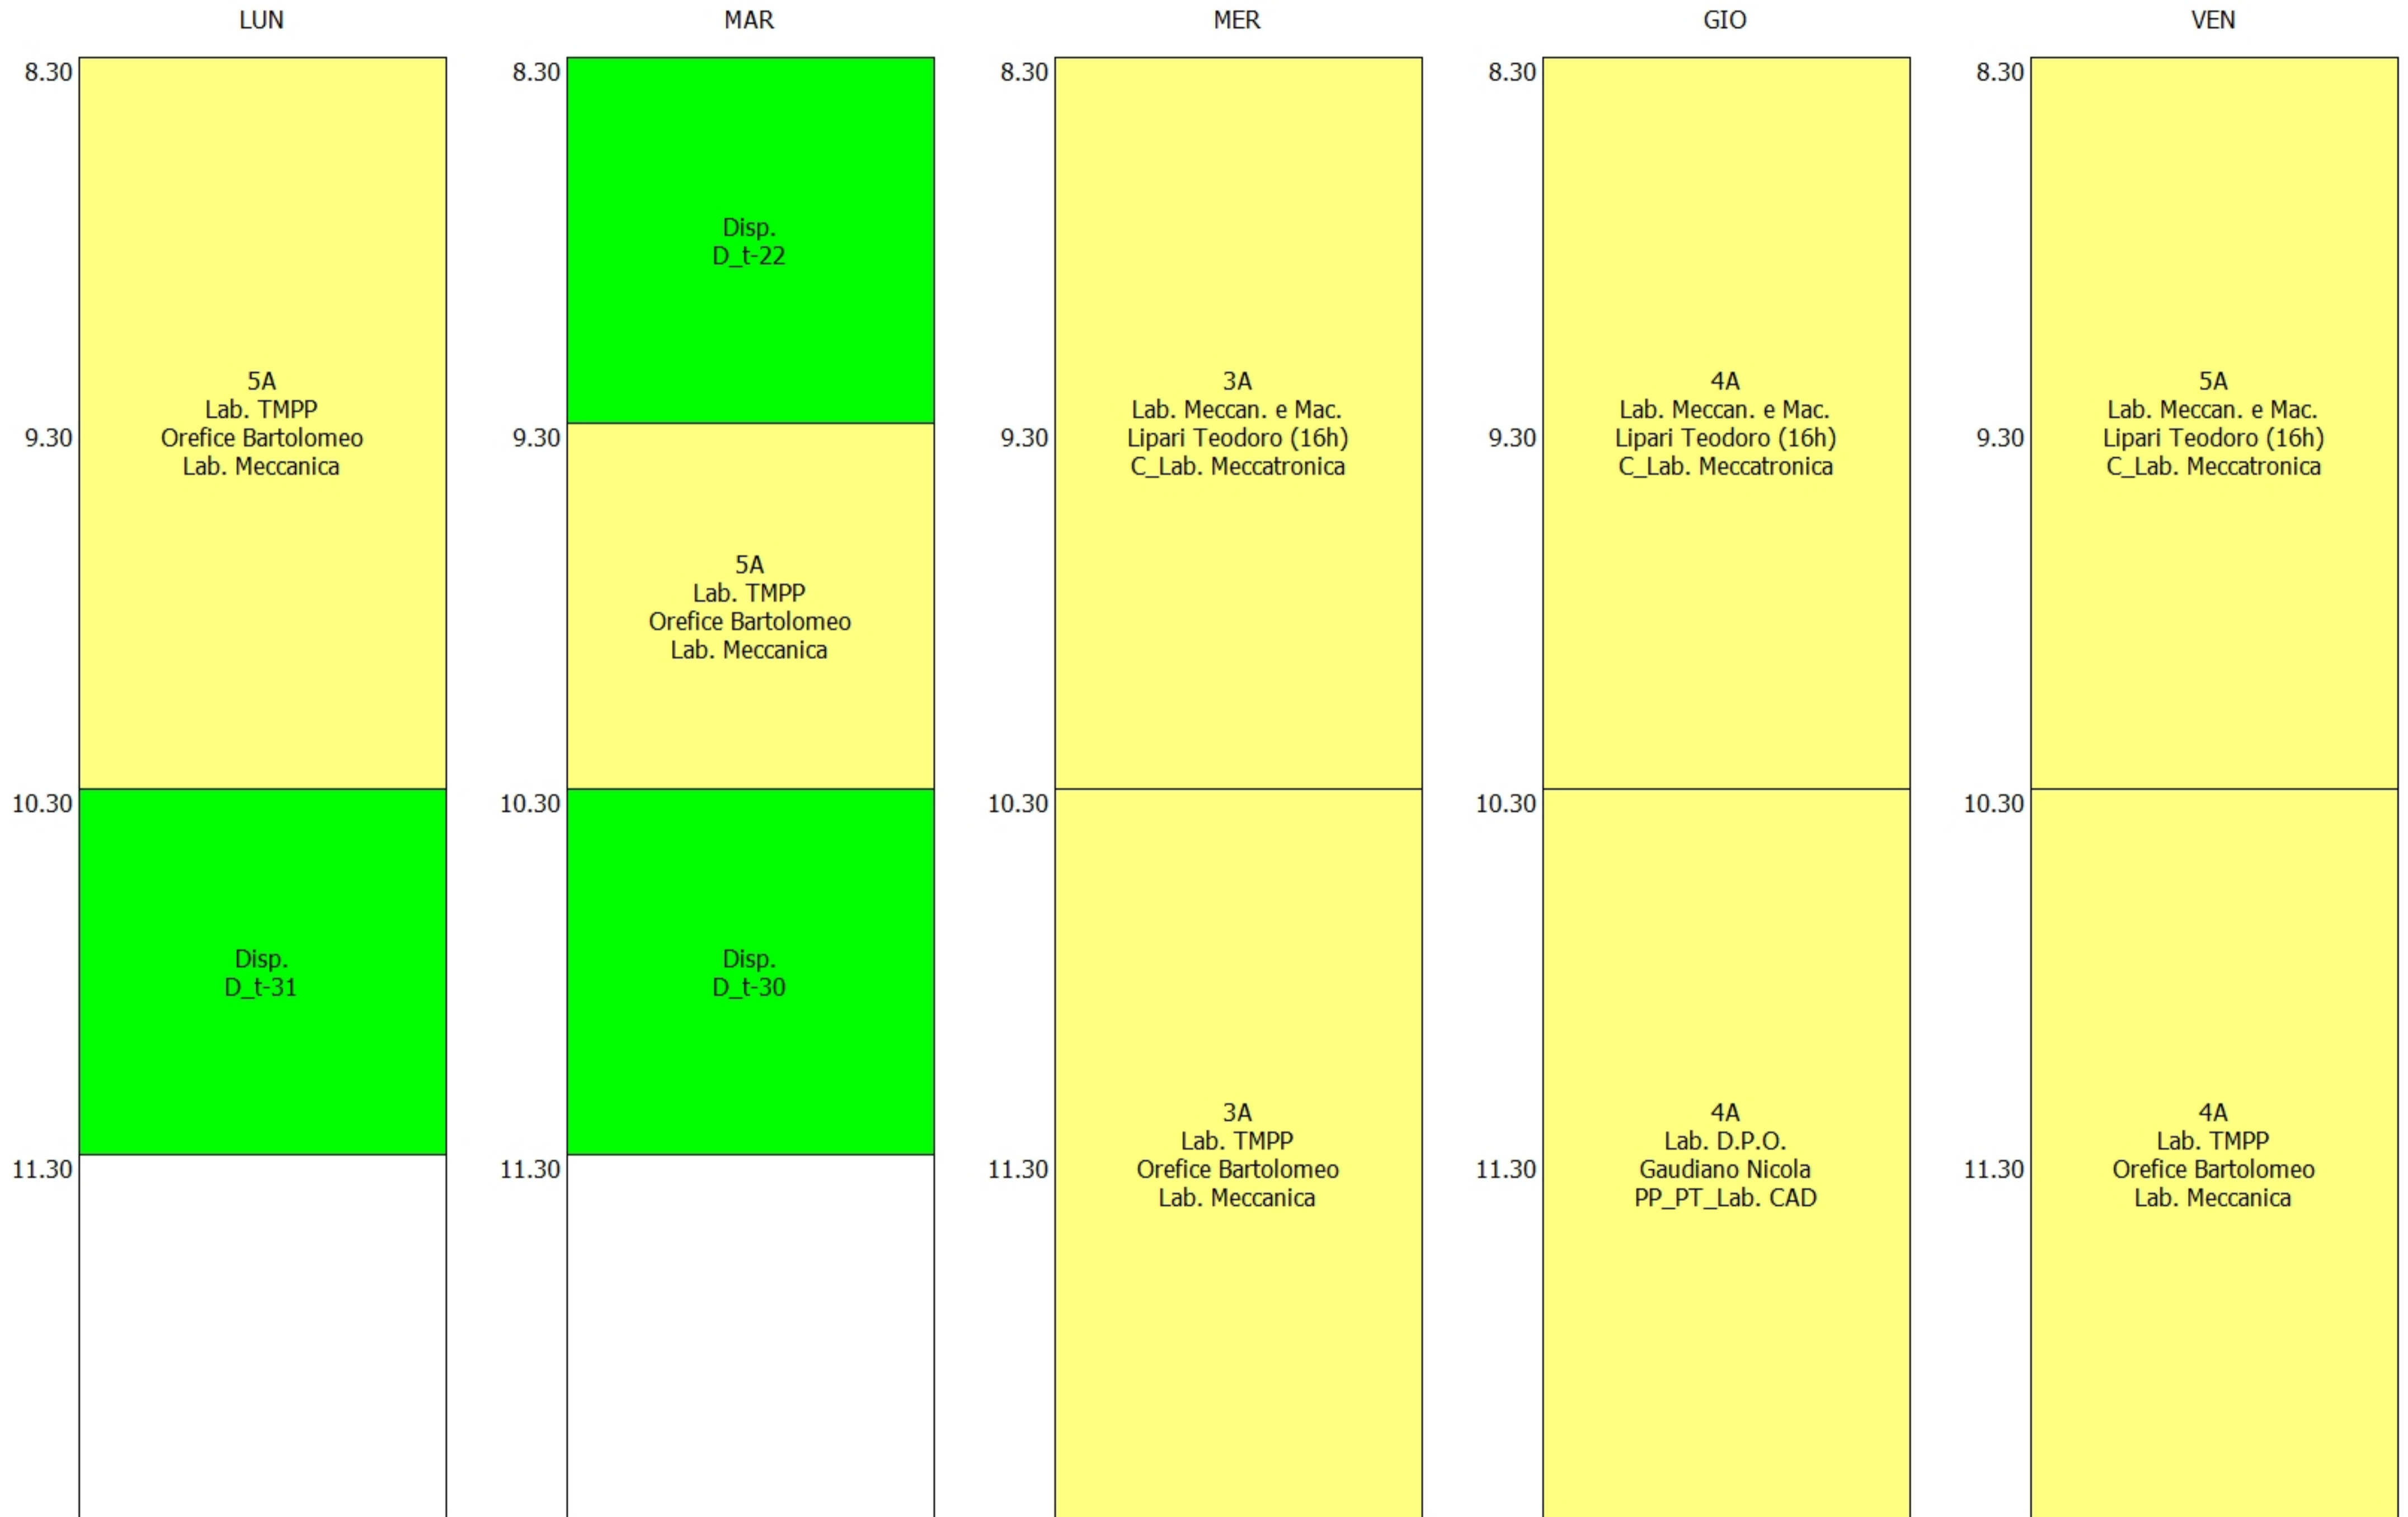 LUN
8.30
5A
Lab. TMPP
Orefice Bartolomeo
Lab. Meccanica
9.30
10.30
Disp.
D_t-31
11.30
MAR
8.30
Disp.
D_t-22
9.30
5A
Lab. TMPP
Orefice Bartolomeo
Lab. Meccanica
10.30
Disp.
D_t-30
11.30
MER
8.30
3A
Lab. Meccan. e Mac.
Lipari Teodoro (16h)
C_Lab. Meccatronica
9.30
10.30
3A
Lab. TMPP
Orefice Bartolomeo
Lab. Meccanica
11.30
GIO
8.30
4A
Lab. Meccan. e Mac.
Lipari Teodoro (16h)
C_Lab. Meccatronica
9.30
10.30
4A
Lab. D.P.O.
Gaudiano Nicola
PP_PT_Lab. CAD
11.30
VEN
8.30
5A
Lab. Meccan. e Mac.
Lipari Teodoro (16h)
C_Lab. Meccatronica
9.30
10.30
4A
Lab. TMPP
Orefice Bartolomeo
Lab. Meccanica
11.30